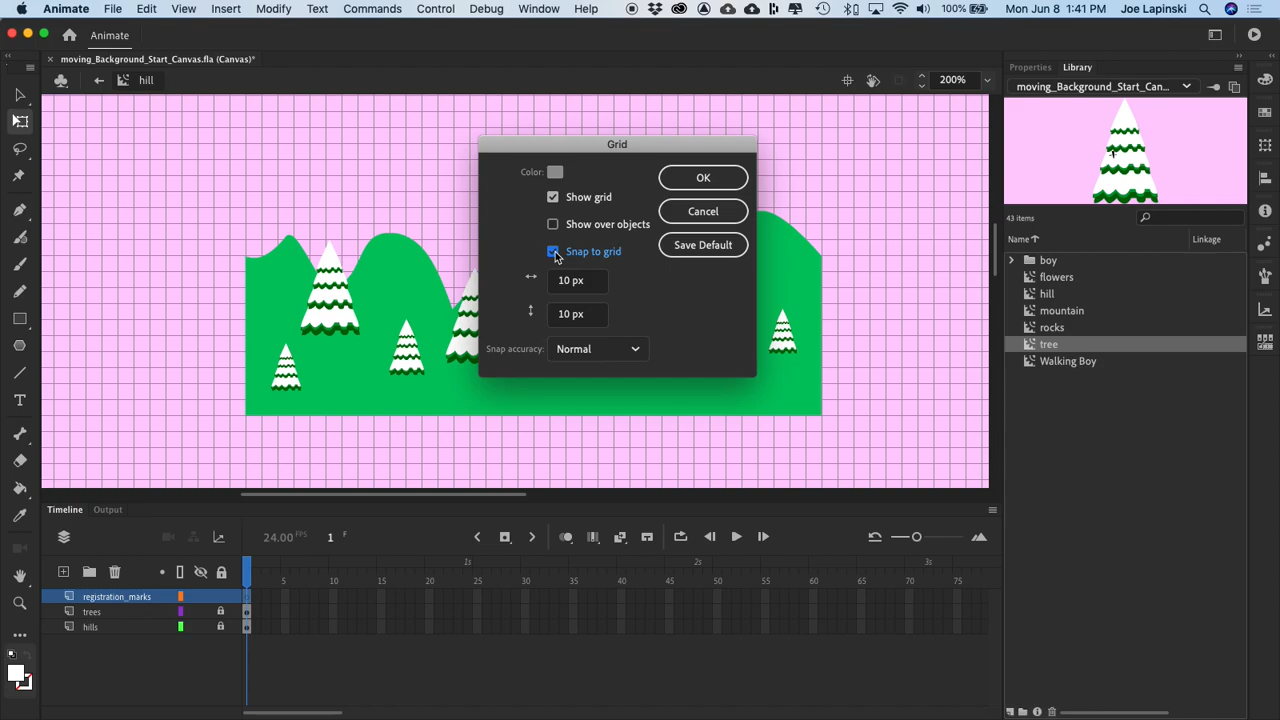 Animate File Edit View Insert Modify Text Commands Control Debug Window Help 100% Mon Jun 8 1:41 PM Joe Lapinski
Animate
moving_Background_Start_Canvas.fla (Canvas)*
hill
200%
Properties Library
moving_Background_Start_Can...
43 items
Name Linkage
boy
flowers
hill
mountain
rocks
tree
Walking Boy
Grid
Color:
Show grid
Show over objects
Snap to grid
10 px
10 px
Snap accuracy: Normal
OK
Cancel
Save Default
Timeline Output
24.00 FPS 1 F
1s 2s 3s
5 10 15 20 25 30 35 40 45 50 55 60 65 70 75
registration_marks
trees
hills